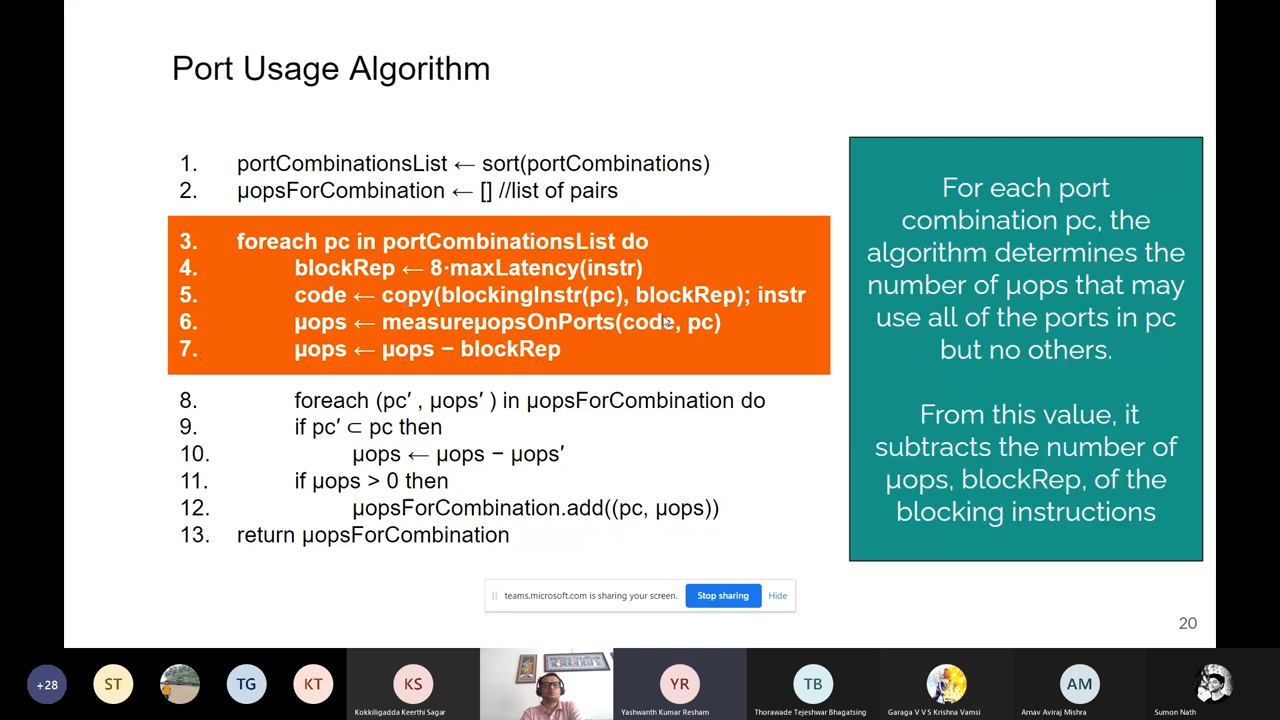 Port Usage Algorithm
1. portCombinationsList ← sort(portCombinations)
2. µopsForCombination ← [] //list of pairs
3. foreach pc in portCombinationsList do
4. blockRep ← 8·maxLatency(instr)
5. code ← copy(blockingInstr(pc), blockRep); instr
6. µops ← measureµopsOnPorts(code, pc)
7. µops ← µops − blockRep
8. foreach (pc′ , µops′ ) in µopsForCombination do
9. if pc′ ⊂ pc then
10. µops ← µops − µops′
11. if µops > 0 then
12. µopsForCombination.add((pc, µops))
13. return µopsForCombination
For each port
combination pc, the
algorithm determines the
number of µops that may
use all of the ports in pc
but no others.
From this value, it
subtracts the number of
µops, blockRep, of the
blocking instructions
teams.microsoft.com is sharing your screen. Stop sharing Hide
20
+28 ST TG KT KS YR TB AM
Kokkiligadda Keerthi Sagar
Yashwanth Kumar Resham
Thorawade Tejeshwar Bhagatsing
Garaga V V S Krishna Vamsi
Arnav Aviraj Mishra
Sumon Nath